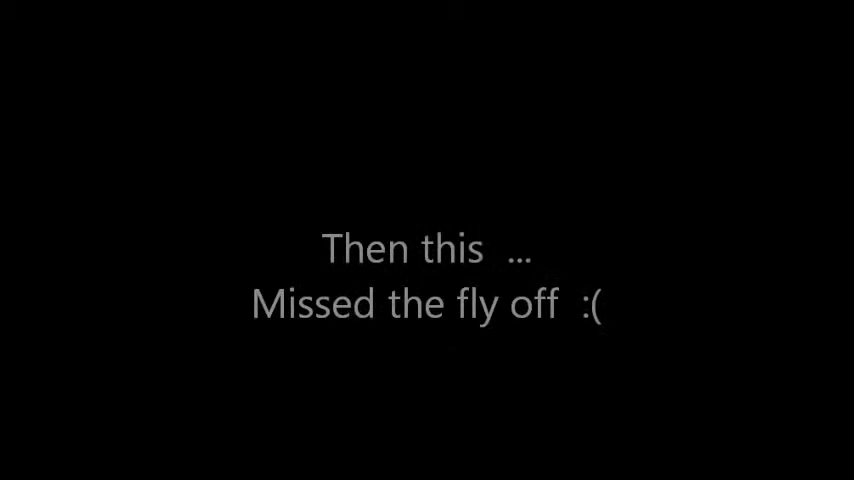 Then this  ...
Missed the fly off  :(